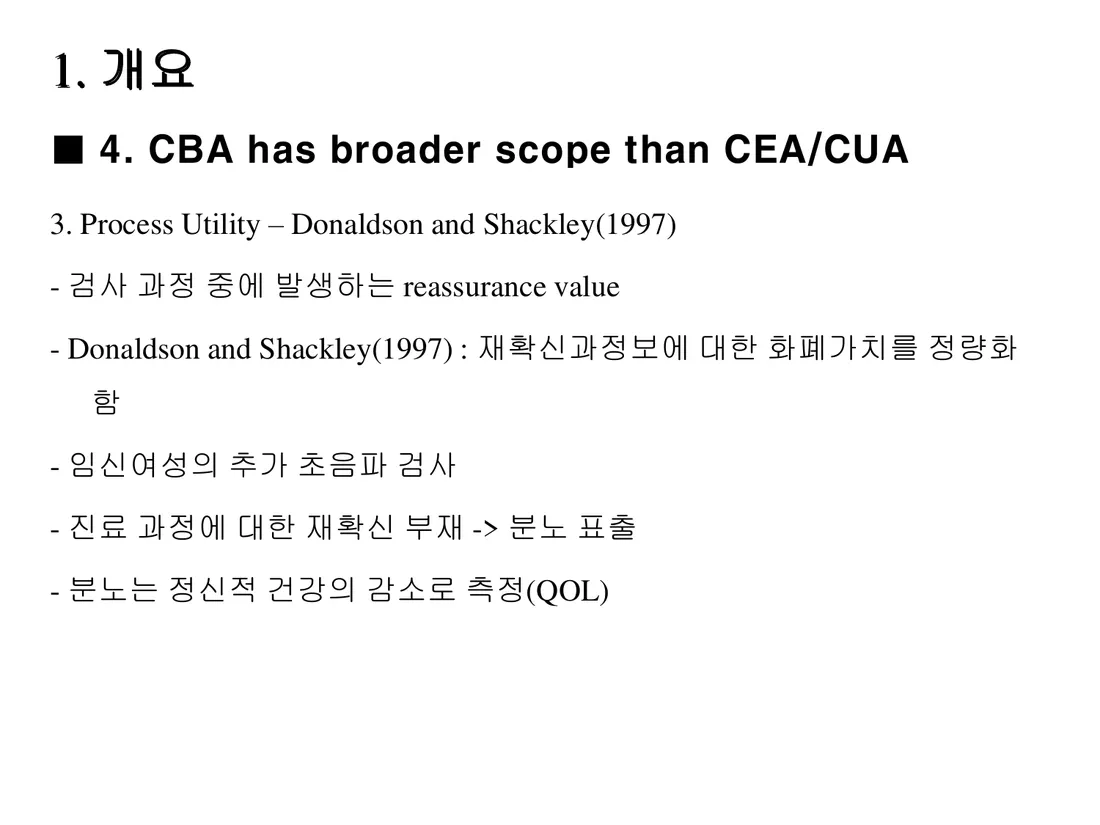 1. 개요
■ 4. CBA has broader scope than CEA/CUA
3. Process Utility – Donaldson and Shackley(1997)
- 검사 과정 중에 발생하는 reassurance value
- Donaldson and Shackley(1997) : 재확신과정보에 대한 화폐가치를 정량화
함
- 임신여성의 추가 초음파 검사
- 진료 과정에 대한 재확신 부재 -> 분노 표출
- 분노는 정신적 건강의 감소로 측정(QOL)